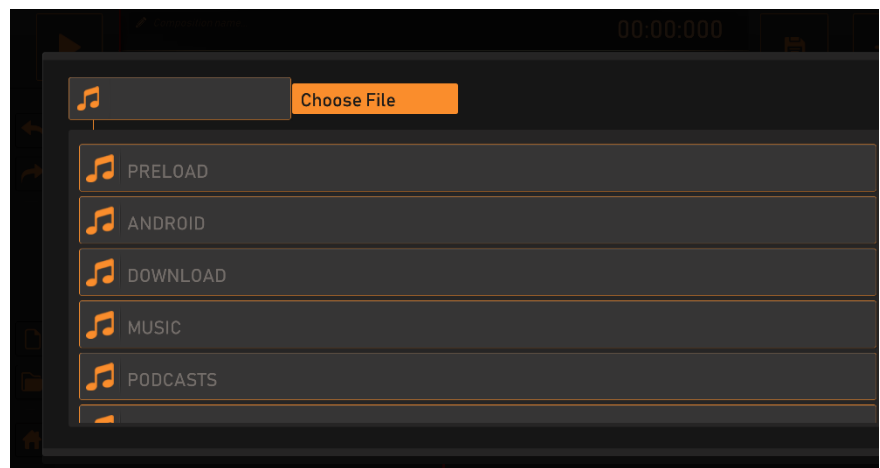 00:00:000
Choose File
PRELOAD
ANDROID
DOWNLOAD
MUSIC
PODCASTS